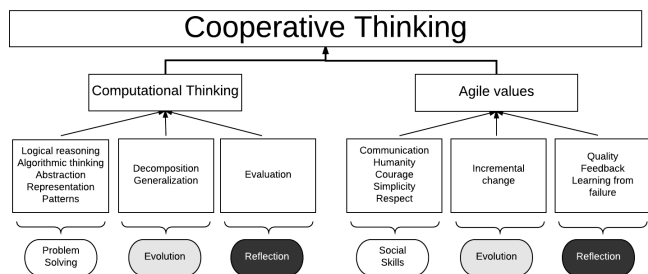 Cooperative Thinking
Computational Thinking
Agile values
Logical reasoning
Algorithmic thinking
Abstraction
Representation
Patterns
Decomposition
Generalization
Evaluation
Communication
Humanity
Courage
Simplicity
Respect
Incremental
change
Quality
Feedback
Learning from
failure
Problem
Solving
Evolution
Reflection
Social
Skills
Evolution
Reflection